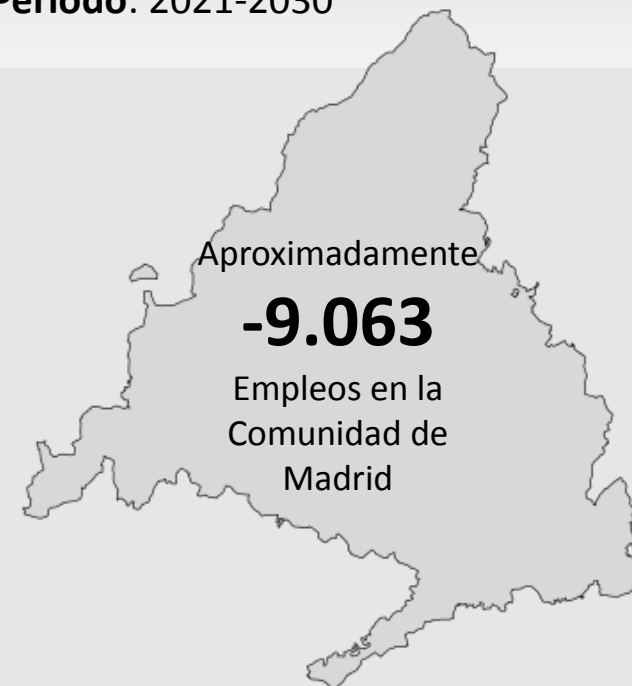 Periodo: 2021-2030
Aproximadamente
-9.063
Empleos en la
Comunidad de
Madrid